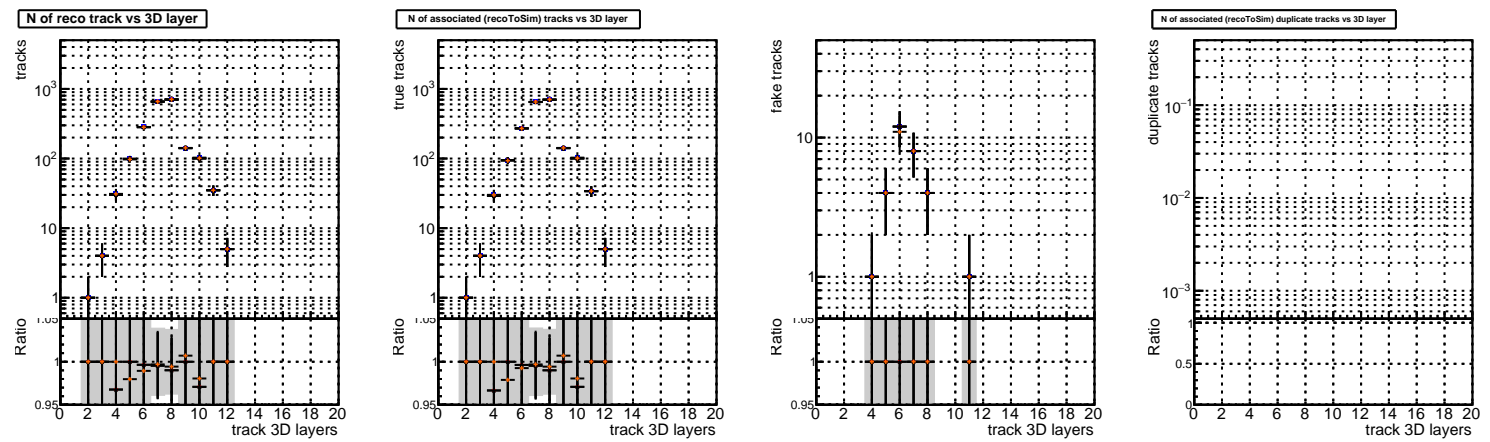 N of reco track vs 3D layer
tracks
10³
10²
10
1
Ratio
1.05
1
0.95
0 2 4 6 8 10 12 14 16 18 20
track 3D layers
N of associated (recoToSim) tracks vs 3D layer
true tracks
10³
10²
10
1
Ratio
1.05
1
0.95
0 2 4 6 8 10 12 14 16 18 20
track 3D layers
fake tracks
10
1
Ratio
1.05
1
0.95
0 2 4 6 8 10 12 14 16 18 20
track 3D layers
N of associated (recoToSim) duplicate tracks vs 3D layer
duplicate tracks
10⁻¹
10⁻²
10⁻³
Ratio
1
0.5
0
0 2 4 6 8 10 12 14 16 18 20
track 3D layers